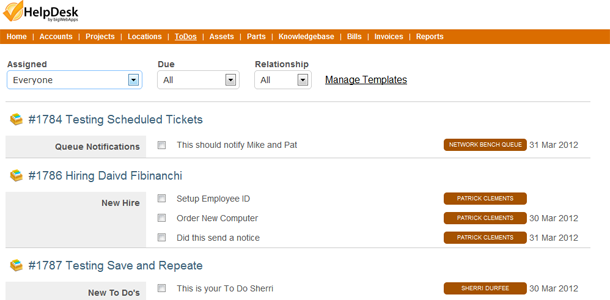 HelpDesk
by bigWebApps
Home | Accounts | Projects | Locations | ToDos | Assets | Parts | Knowledgebase | Bills | Invoices | Reports
Assigned Due Relationship
Everyone All All Manage Templates
#1784 Testing Scheduled Tickets
Queue Notifications This should notify Mike and Pat NETWORK BENCH QUEUE 31 Mar 2012
#1786 Hiring Daivd Fibinanchi
New Hire Setup Employee ID PATRICK CLEMENTS
Order New Computer PATRICK CLEMENTS 30 Mar 2012
Did this send a notice PATRICK CLEMENTS 31 Mar 2012
#1787 Testing Save and Repeate
New To Do's This is your To Do Sherri SHERRI DURFEE 30 Mar 2012